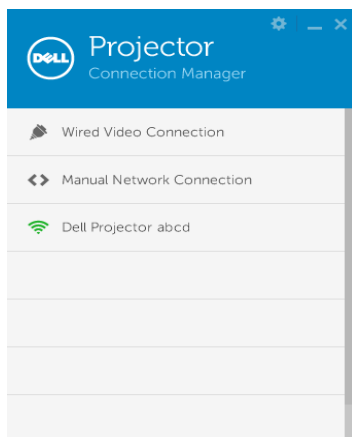 DELL
Projector
Connection Manager
Wired Video Connection
Manual Network Connection
Dell Projector abcd